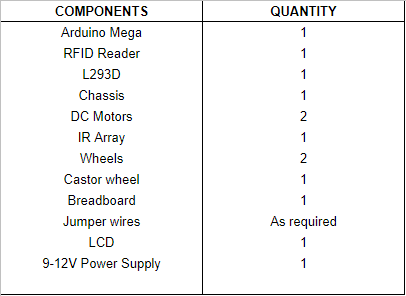 COMPONENTS QUANTITY
Arduino Mega 1
RFID Reader 1
L293D 1
Chassis 1
DC Motors 2
IR Array 1
Wheels 2
Castor wheel 1
Breadboard 1
Jumper wires As required
LCD 1
9-12V Power Supply 1